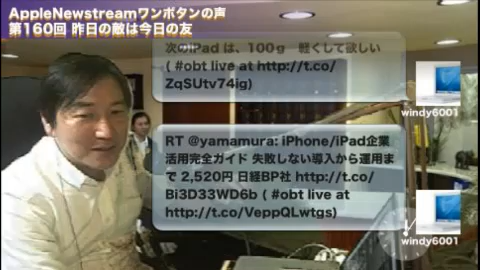 AppleNewstreamワンボタンの声
第160回 昨日の敵は今日の友
次のiPad は、100g 軽くして欲しい
( #obt live at http://t.co/
ZqSUtv74ig)
windy6001
RT @yamamura: iPhone/iPad企業
活用完全ガイド 失敗しない導入から運用ま
で 2,520円 日経BP社 http://t.co/
Bi3D33WD6b ( #obt live at
http://t.co/VeppQLwtgs)
windy6001